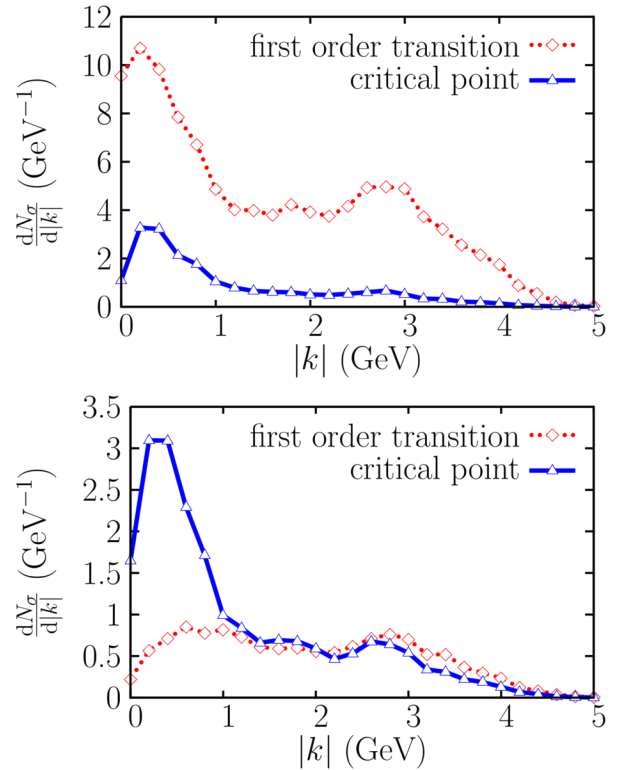 12
10
8
6
4
2
0
dNσ/d|k| (GeV⁻¹)
first order transition
critical point
0 1 2 3 4 5
|k| (GeV)
3.5
3
2.5
2
1.5
1
0.5
0
dNσ/d|k| (GeV⁻¹)
first order transition
critical point
0 1 2 3 4 5
|k| (GeV)